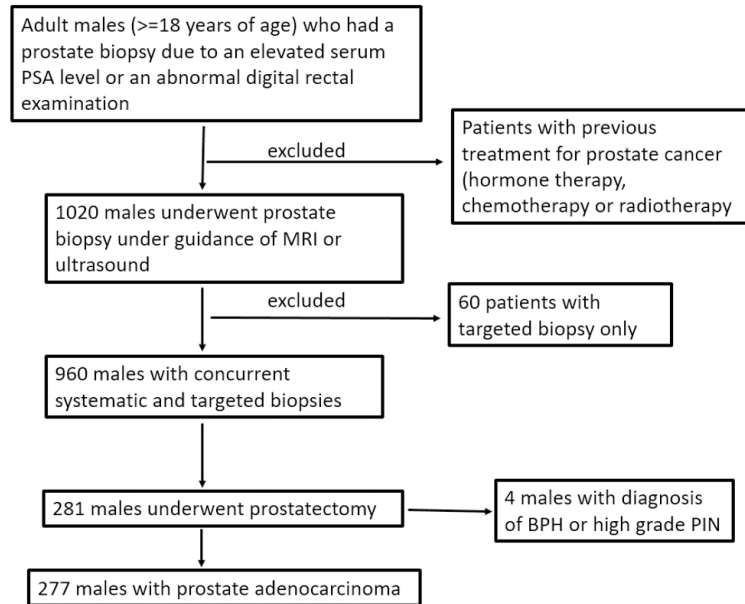 Adult males (>=18 years of age) who had a
prostate biopsy due to an elevated serum
PSA level or an abnormal digital rectal
examination
excluded
Patients with previous
treatment for prostate cancer
(hormone therapy,
chemotherapy or radiotherapy
1020 males underwent prostate
biopsy under guidance of MRI or
ultrasound
excluded
60 patients with
targeted biopsy only
960 males with concurrent
systematic and targeted biopsies
281 males underwent prostatectomy
4 males with diagnosis
of BPH or high grade PIN
277 males with prostate adenocarcinoma